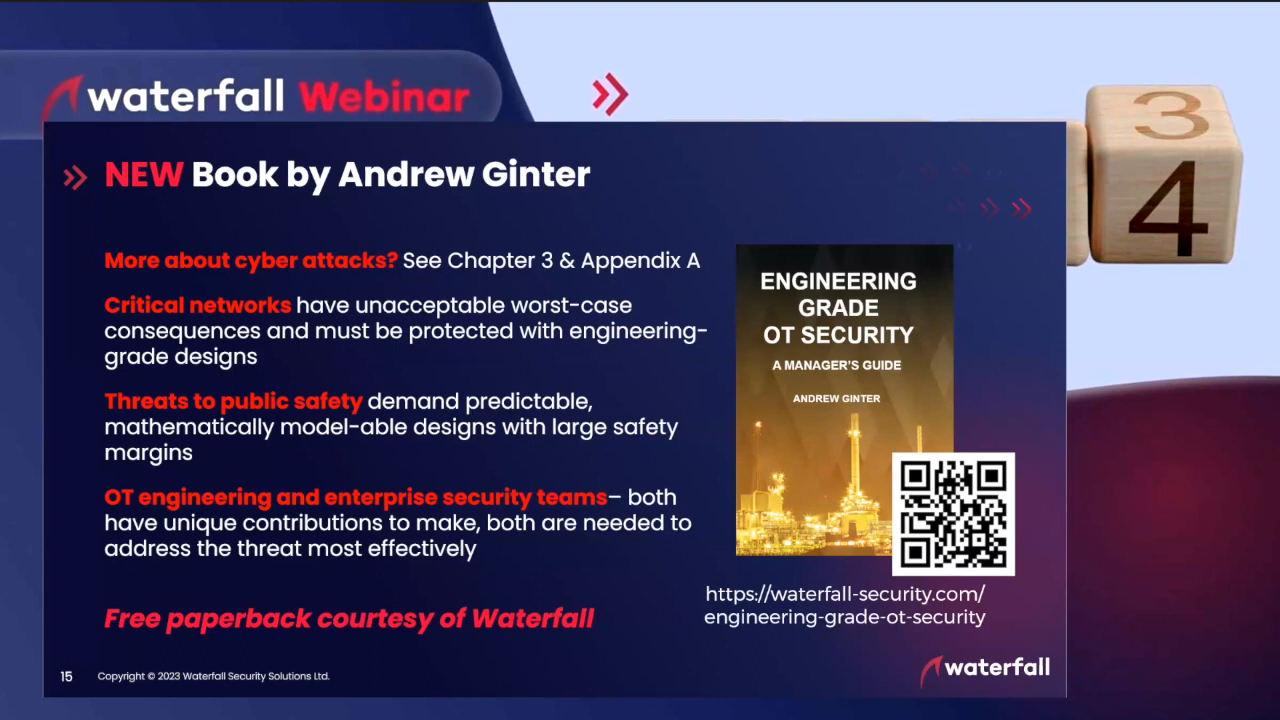 waterfall Webinar
3
4
NEW Book by Andrew Ginter
More about cyber attacks? See Chapter 3 & Appendix A
Critical networks have unacceptable worst-case
consequences and must be protected with engineering-
grade designs
Threats to public safety demand predictable,
mathematically model-able designs with large safety
margins
OT engineering and enterprise security teams– both
have unique contributions to make, both are needed to
address the threat most effectively
Free paperback courtesy of Waterfall
ENGINEERING
GRADE
OT SECURITY
A MANAGER'S GUIDE
ANDREW GINTER
https://waterfall-security.com/
engineering-grade-ot-security
15 Copyright © 2023 Waterfall Security Solutions Ltd.
waterfall